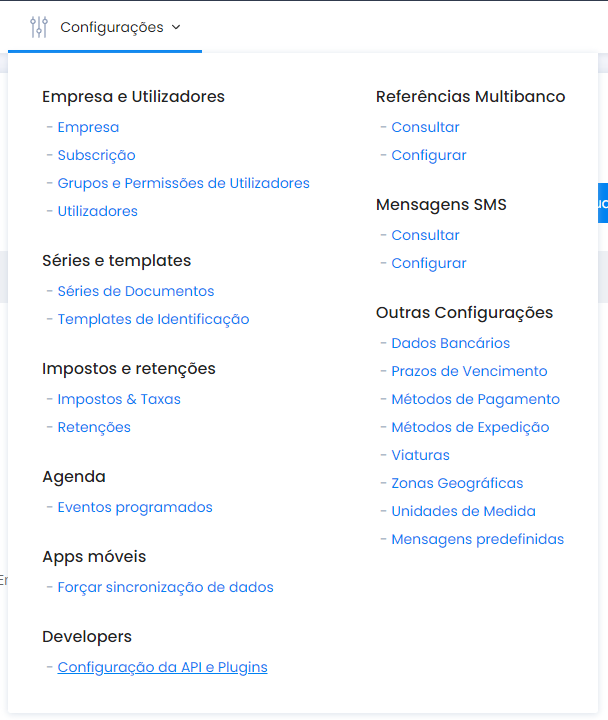 Configurações
Empresa e Utilizadores
- Empresa
- Subscrição
- Grupos e Permissões de Utilizadores
- Utilizadores
Séries e templates
- Séries de Documentos
- Templates de Identificação
Impostos e retenções
- Impostos & Taxas
- Retenções
Agenda
- Eventos programados
Apps móveis
- Forçar sincronização de dados
Developers
- Configuração da API e Plugins
Referências Multibanco
- Consultar
- Configurar
Mensagens SMS
- Consultar
- Configurar
Outras Configurações
- Dados Bancários
- Prazos de Vencimento
- Métodos de Pagamento
- Métodos de Expedição
- Viaturas
- Zonas Geográficas
- Unidades de Medida
- Mensagens predefinidas